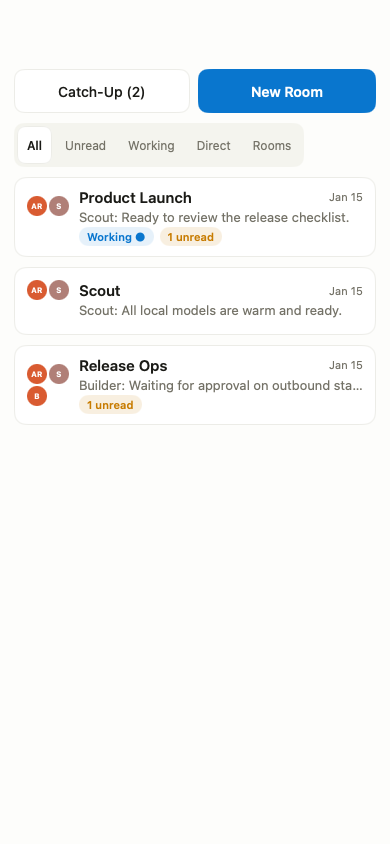 Catch-Up (2) New Room
All Unread Working Direct Rooms
AR S Product Launch Jan 15
Scout: Ready to review the release checklist.
Working 1 unread
AR S Scout Jan 15
Scout: All local models are warm and ready.
AR S Release Ops Jan 15
Builder: Waiting for approval on outbound sta...
B 1 unread